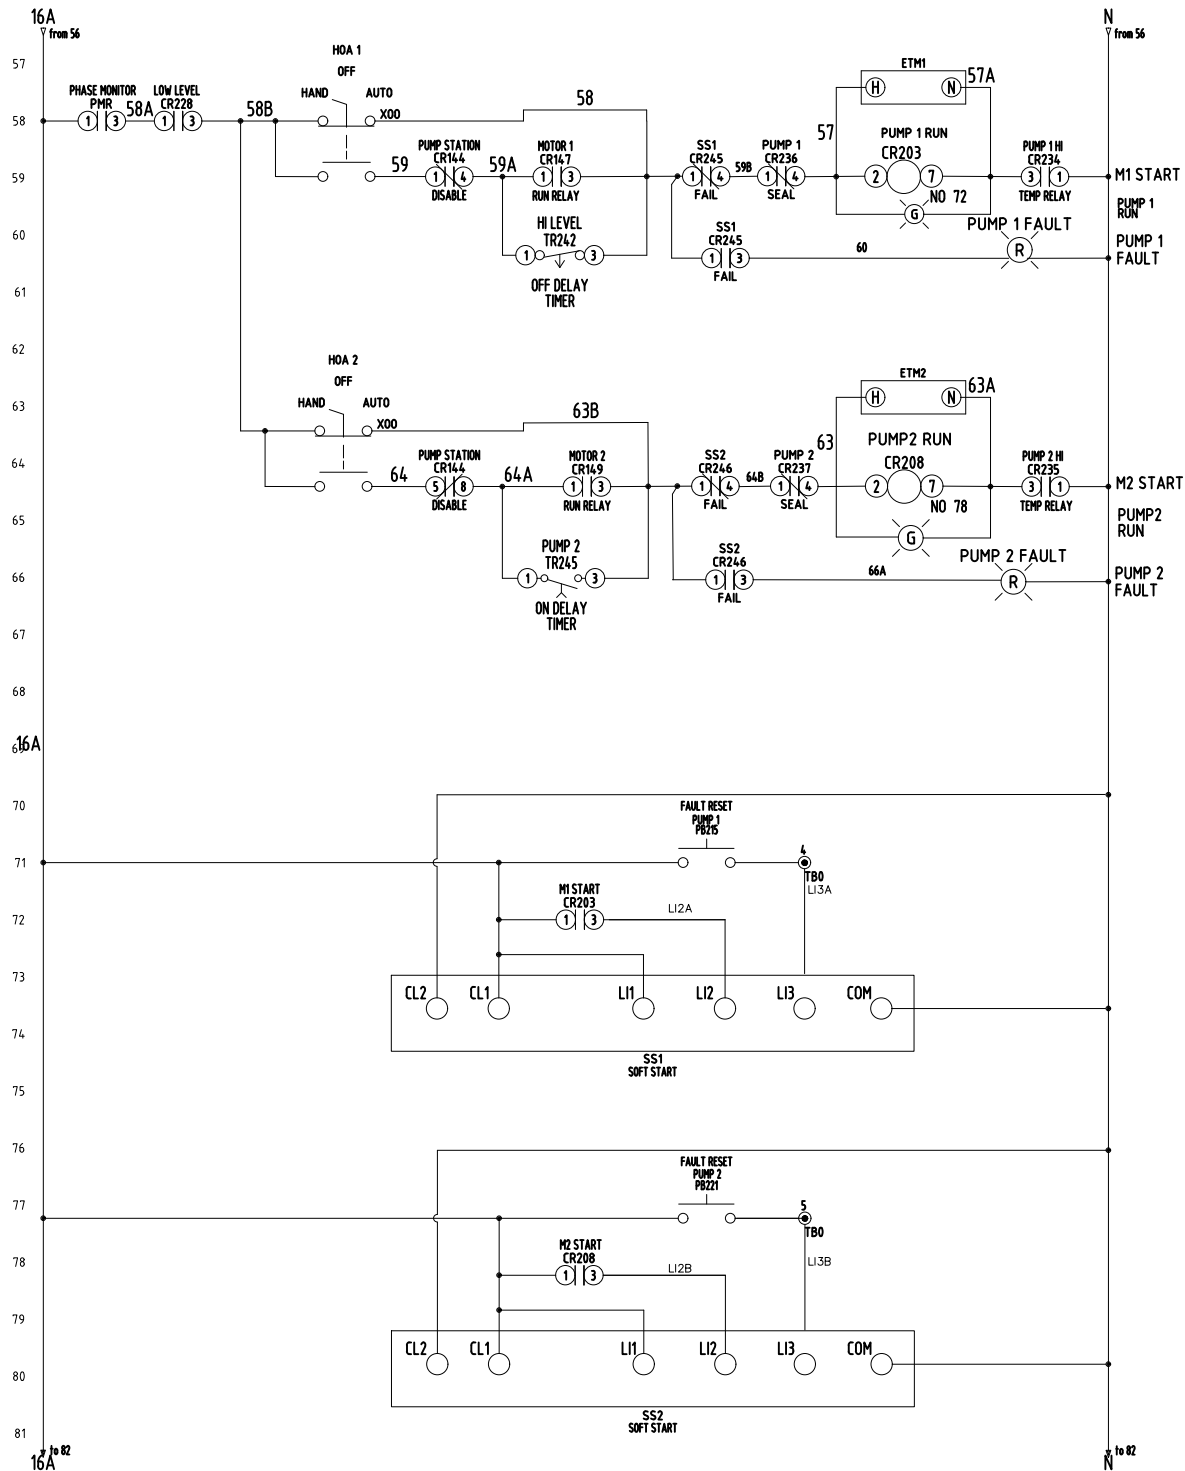 16A
N
from 56
from 56
57
HOA 1
OFF
HAND AUTO
X00
ETM1
H N
57A
58
PHASE MONITOR
PMR
1 3
58A
LOW LEVEL
CR228
1 3
58B
58
57
59
59
PUMP STATION
CR144
1 4
DISABLE
59A
MOTOR 1
CR147
1 3
RUN RELAY
SS1
CR245
1 4
FAIL
59B
PUMP 1
CR236
1 4
SEAL
PUMP 1 RUN
CR203
2 7
NO 72
G
PUMP 1 HI
CR234
3 1
TEMP RELAY
M1 START
PUMP 1
RUN
60
HI LEVEL
TR242
1 3
OFF DELAY
TIMER
SS1
CR245
1 3
FAIL
60
PUMP 1 FAULT
R
PUMP 1
FAULT
61
62
HOA 2
OFF
HAND AUTO
X00
63
63B
ETM2
H N
63A
63
64
64
PUMP STATION
CR144
5 8
DISABLE
64A
MOTOR 2
CR149
1 3
RUN RELAY
SS2
CR246
1 4
FAIL
64B
PUMP 2
CR237
1 4
SEAL
PUMP2 RUN
CR208
2 7
NO 78
G
PUMP 2 HI
CR235
3 1
TEMP RELAY
M2 START
65
PUMP2
RUN
66
PUMP 2
TR245
1 3
ON DELAY
TIMER
SS2
CR246
1 3
FAIL
66A
PUMP 2 FAULT
R
PUMP 2
FAULT
67
68
69
16A
70
FAULT RESET
PUMP 1
PB215
71
4
TB0
LI3A
72
M1 START
CR203
1 3
LI2A
73
CL2 CL1 LI1 LI2 LI3 COM
74
SS1
SOFT START
75
76
FAULT RESET
PUMP 2
PB221
77
5
TB0
78
M2 START
CR208
1 3
LI2B
LI3B
79
CL2 CL1 LI1 LI2 LI3 COM
80
SS2
SOFT START
81
to 82
16A
to 82
N